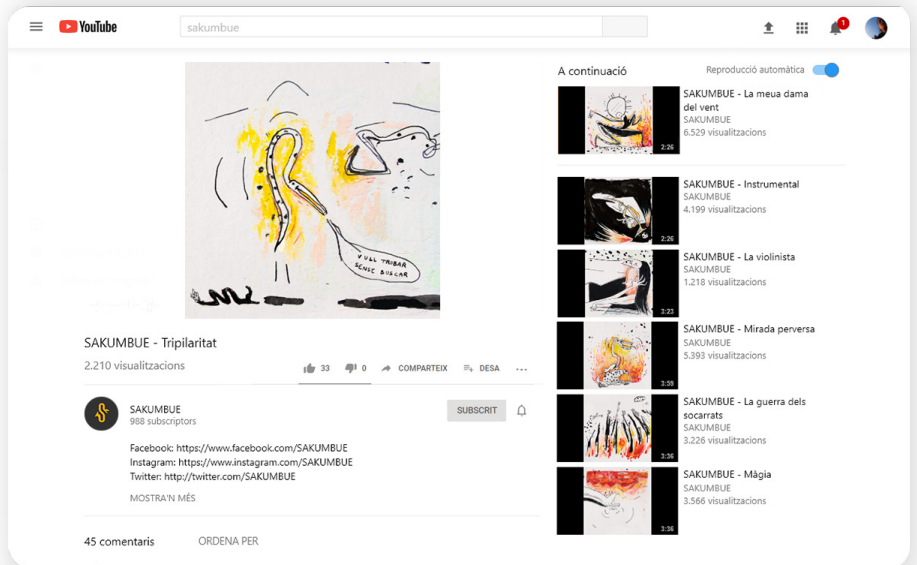 YouTube
sakumbue
1
VULL TROBAR
SENSE BUSCAR
SAKUMBUE - Tripilaritat
2.210 visualitzacions
33
0
COMPARTEIX
DESA
SAKUMBUE
988 subscriptors
SUBSCRIT
Facebook: https://www.facebook.com/SAKUMBUE
Instagram: https://www.instagram.com/SAKUMBUE
Twitter: http://twitter.com/SAKUMBUE
MOSTRA'N MÉS
45 comentaris
ORDENA PER
A continuació
Reproducció automàtica
SAKUMBUE - La meua dama
del vent
SAKUMBUE
6.529 visualitzacions
2:26
SAKUMBUE - Instrumental
SAKUMBUE
4.199 visualitzacions
2:26
SAKUMBUE - La violinista
SAKUMBUE
1.218 visualitzacions
3:23
SAKUMBUE - Mirada perversa
SAKUMBUE
5.393 visualitzacions
3:59
SAKUMBUE - La guerra dels
socarrats
SAKUMBUE
3.226 visualitzacions
3:36
SAKUMBUE - Màgia
SAKUMBUE
3.566 visualitzacions
3:36